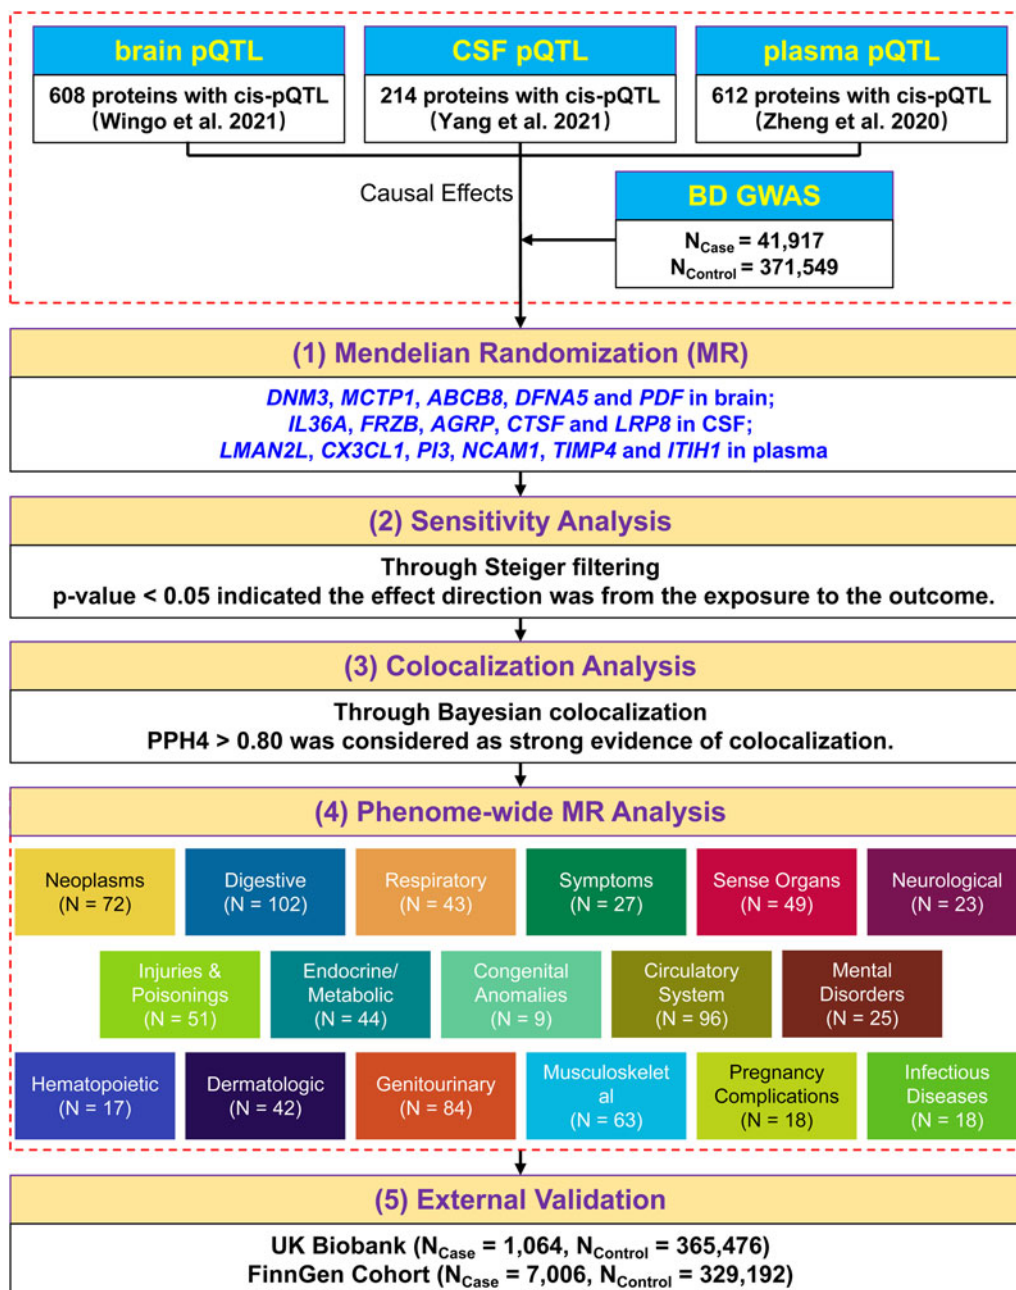 brain pQTL
608 proteins with cis-pQTL
(Wingo et al. 2021)
CSF pQTL
214 proteins with cis-pQTL
(Yang et al. 2021)
plasma pQTL
612 proteins with cis-pQTL
(Zheng et al. 2020)
Causal Effects
BD GWAS
NCase = 41,917
NControl = 371,549
(1) Mendelian Randomization (MR)
DNM3, MCTP1, ABCB8, DFNA5 and PDF in brain;
IL36A, FRZB, AGRP, CTSF and LRP8 in CSF;
LMAN2L, CX3CL1, PI3, NCAM1, TIMP4 and ITIH1 in plasma
(2) Sensitivity Analysis
Through Steiger filtering
p-value < 0.05 indicated the effect direction was from the exposure to the outcome.
(3) Colocalization Analysis
Through Bayesian colocalization
PPH4 > 0.80 was considered as strong evidence of colocalization.
(4) Phenome-wide MR Analysis
Neoplasms
(N = 72)
Digestive
(N = 102)
Respiratory
(N = 43)
Symptoms
(N = 27)
Sense Organs
(N = 49)
Neurological
(N = 23)
Injuries &
Poisonings
(N = 51)
Endocrine/
Metabolic
(N = 44)
Congenital
Anomalies
(N = 9)
Circulatory
System
(N = 96)
Mental
Disorders
(N = 25)
Hematopoietic
(N = 17)
Dermatologic
(N = 42)
Genitourinary
(N = 84)
Musculoskelet
al
(N = 63)
Pregnancy
Complications
(N = 18)
Infectious
Diseases
(N = 18)
(5) External Validation
UK Biobank (NCase = 1,064, NControl = 365,476)
FinnGen Cohort (NCase = 7,006, NControl = 329,192)